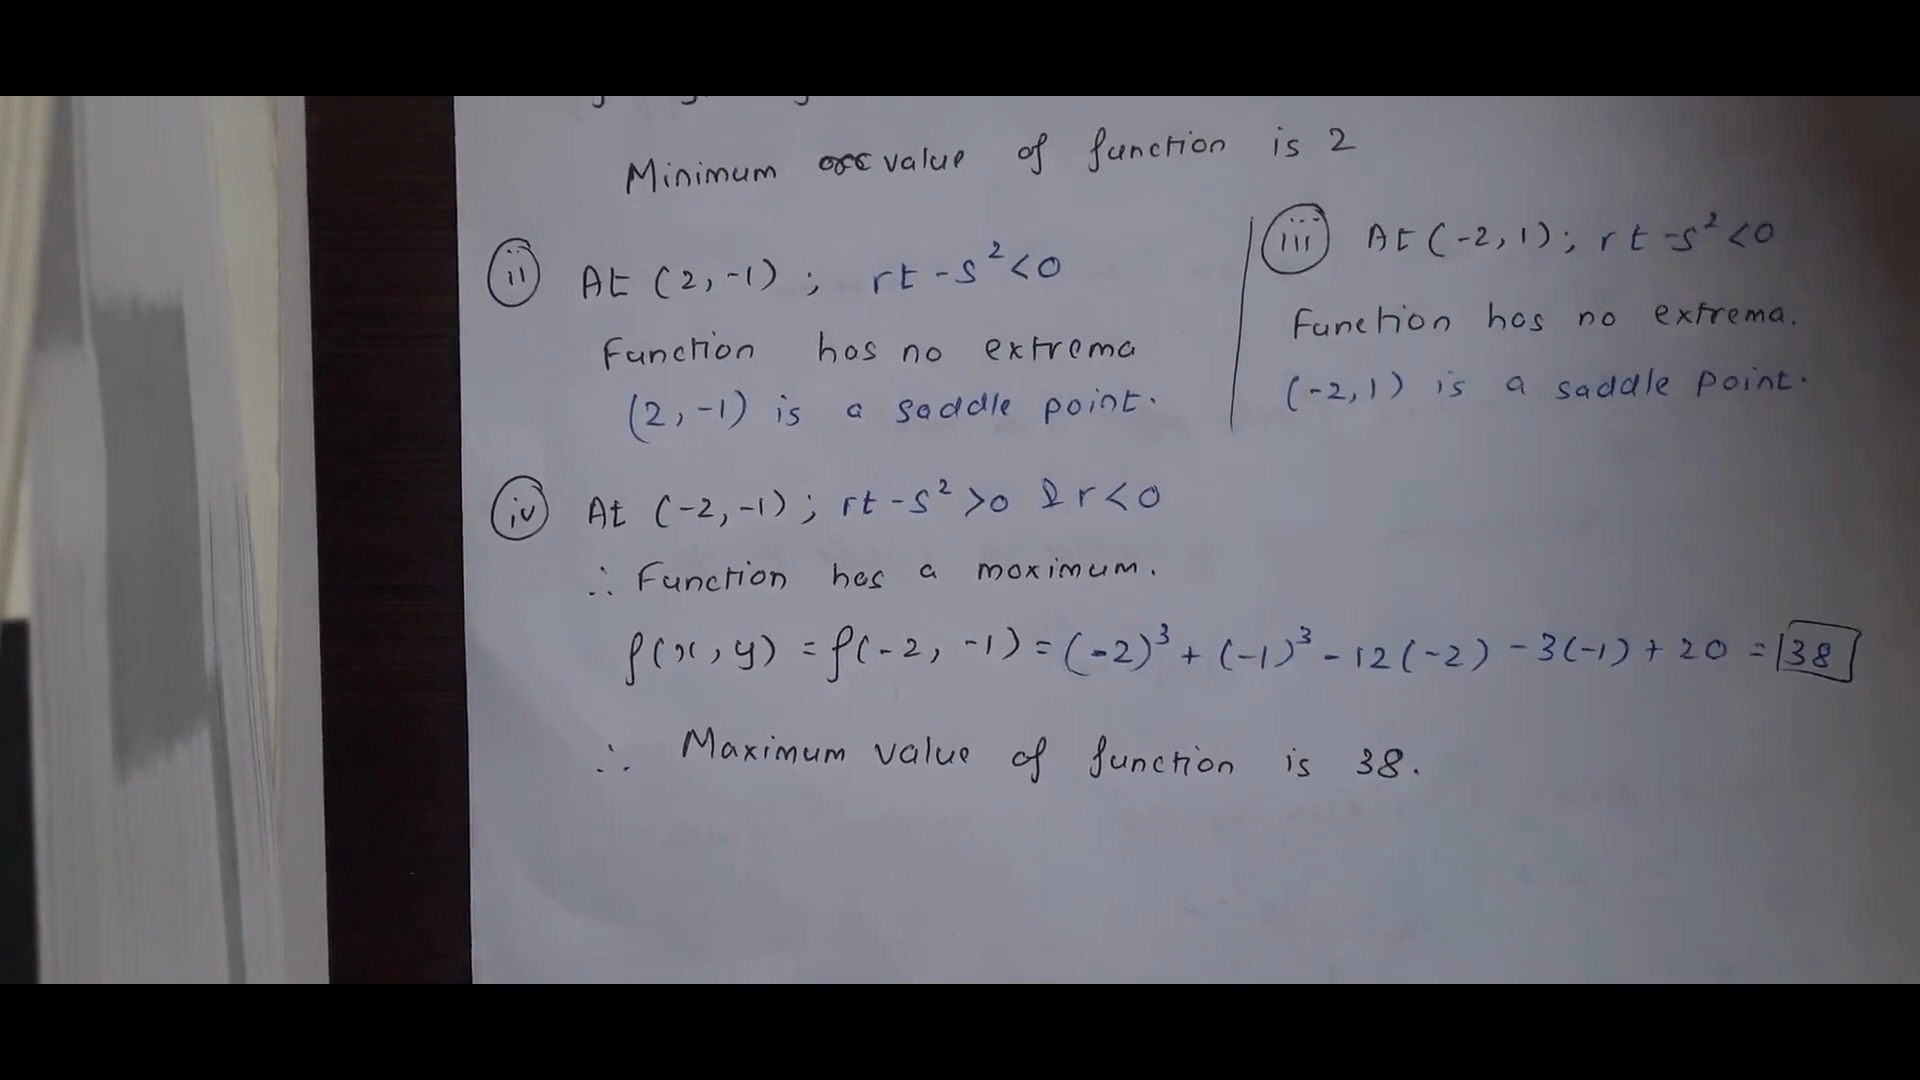 Minimum value of function is 2
(ii) At (2, -1) ; rt - s² < 0
Function has no extrema
(2, -1) is a saddle point.
(iii) At (-2, 1) ; rt - s² < 0
Function has no extrema.
(-2, 1) is a saddle point.
(iv) At (-2, -1) ; rt - s² > 0 & r < 0
∴ Function has a maximum.
f(x, y) = f(-2, -1) = (-2)³ + (-1)³ - 12(-2) - 3(-1) + 20 = 38
∴ Maximum value of function is 38.